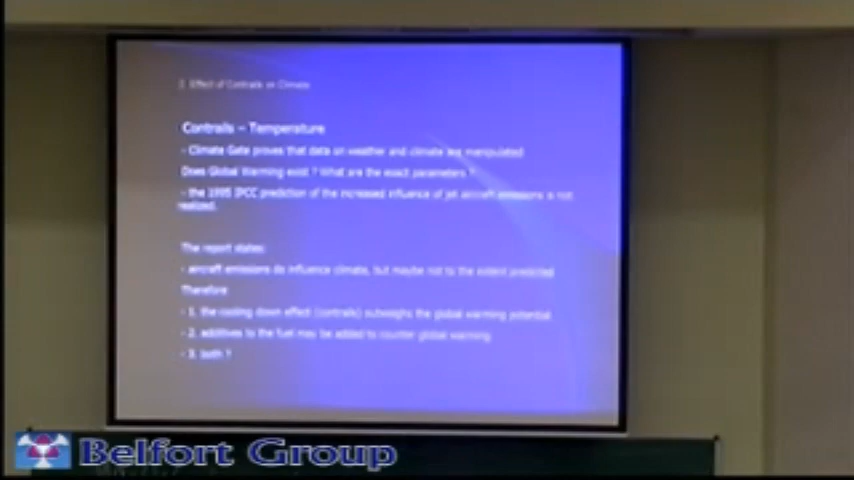 2. Effect of Contrails on Climate
Contrails - Temperature
- Climate Gate proves that data on weather and climate are manipulated
Does Global Warming exist ? What are the exact parameters ?
- the 1995 IPCC prediction of the increased influence of jet aircraft emissions is not
realized.
The report states:
- aircraft emissions do influence climate, but maybe not to the extent predicted
Therefore
- 1. the cooling down effect (contrails) outweighs the global warming potential
- 2. additives to the fuel may be added to counter global warming
- 3. both ?
Belfort Group